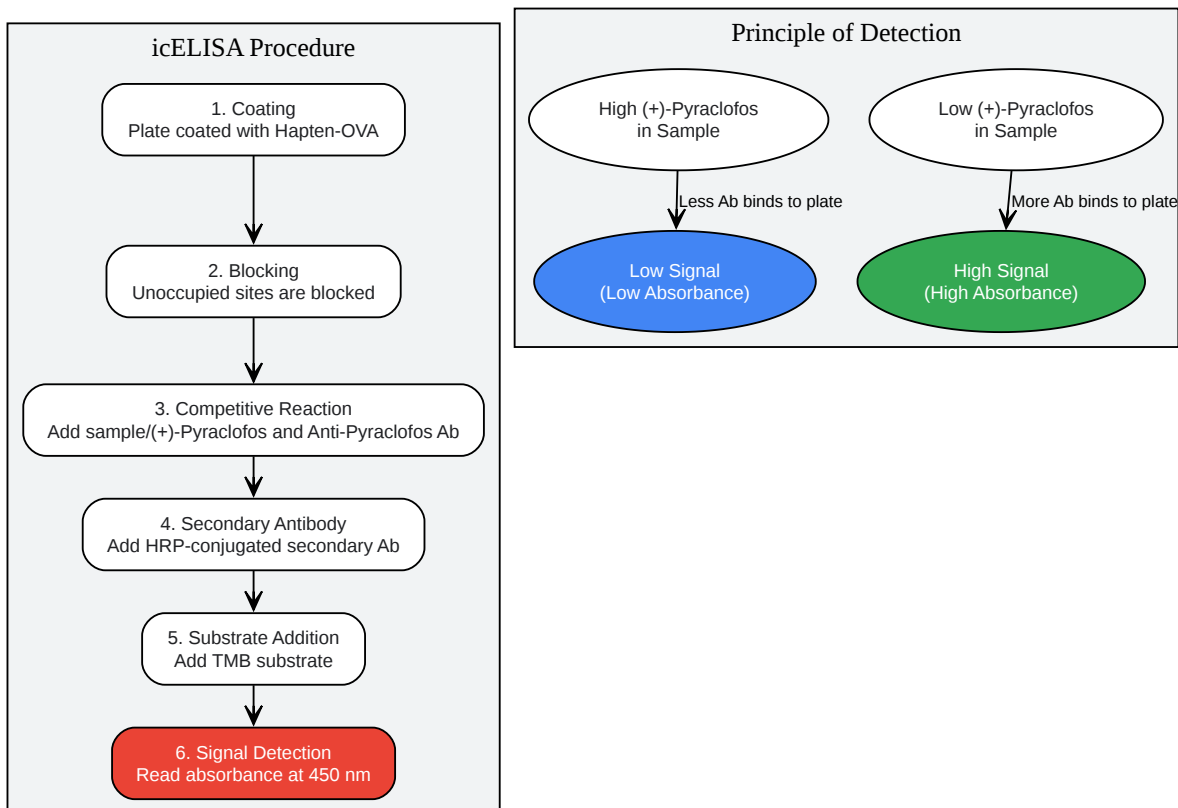 icELISA Procedure
1. Coating
Plate coated with Hapten-OVA
2. Blocking
Unoccupied sites are blocked
3. Competitive Reaction
Add sample/(+)-Pyraclofos and Anti-Pyraclofos Ab
4. Secondary Antibody
Add HRP-conjugated secondary Ab
5. Substrate Addition
Add TMB substrate
6. Signal Detection
Read absorbance at 450 nm
Principle of Detection
High (+)-Pyraclofos
in Sample
Less Ab binds to plate
Low Signal
(Low Absorbance)
Low (+)-Pyraclofos
in Sample
More Ab binds to plate
High Signal
(High Absorbance)